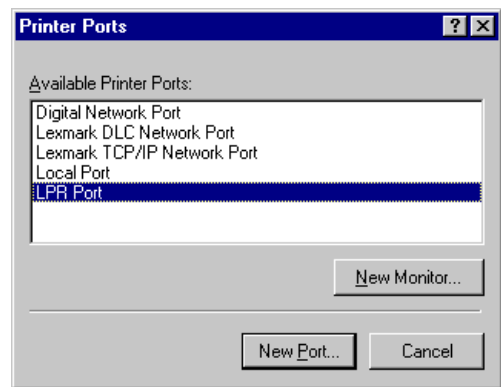 Printer Ports
Available Printer Ports:
Digital Network Port
Lexmark DLC Network Port
Lexmark TCP/IP Network Port
Local Port
LPR Port
New Monitor...
New Port...
Cancel